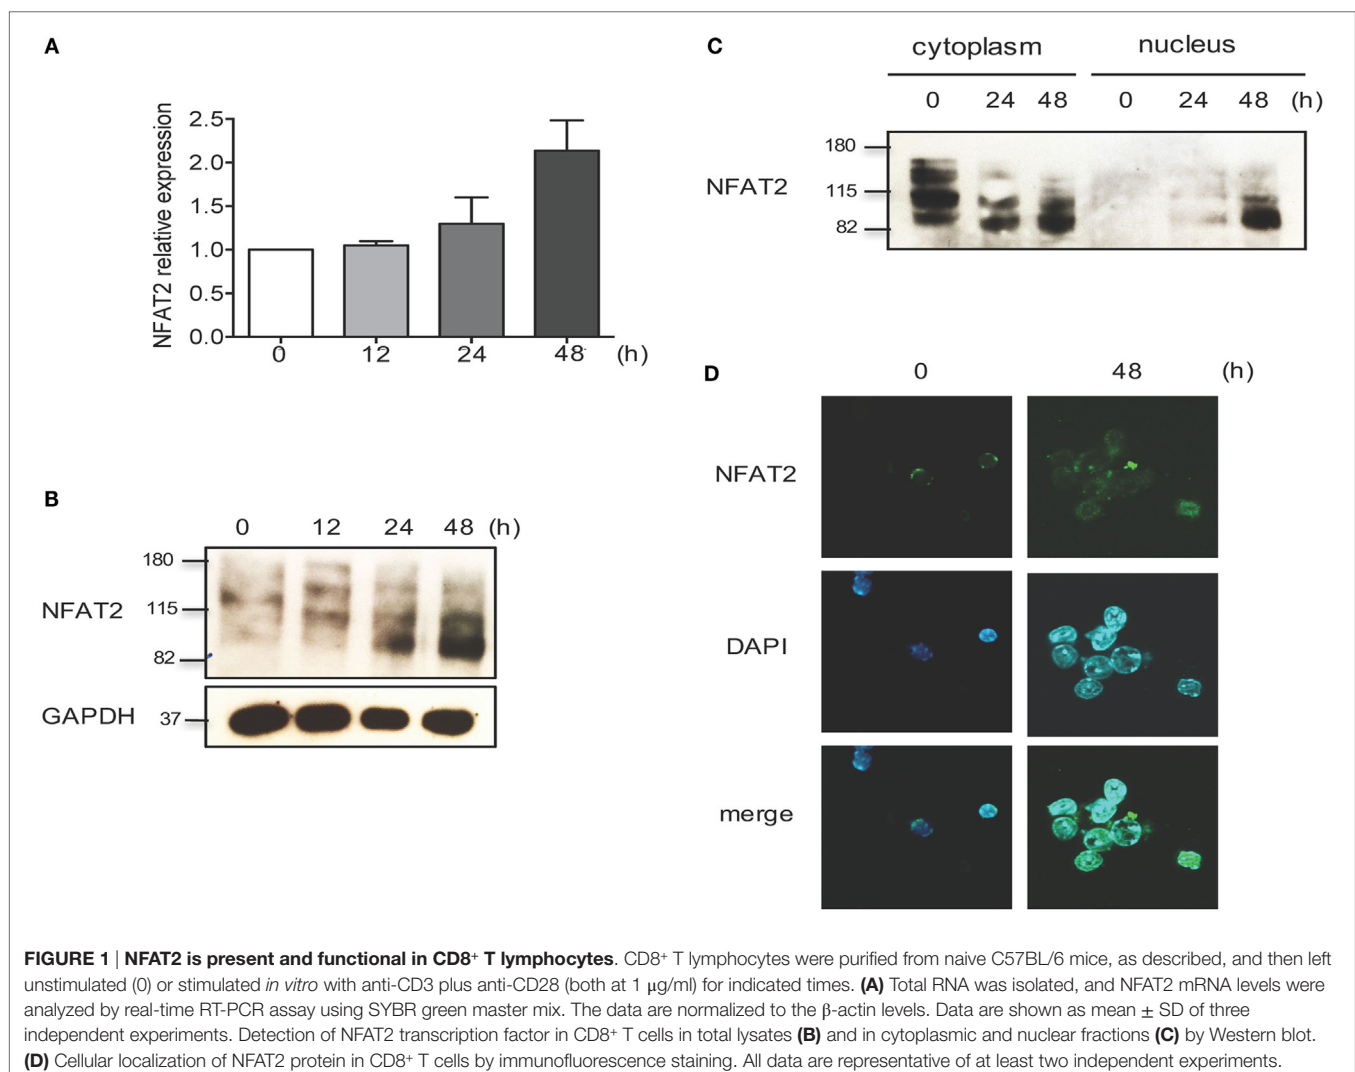 A
NFAT2 relative expression
2.5
2.0
1.5
1.0
0.5
0.0
0 12 24 48 (h)
B
0 12 24 48 (h)
180
NFAT2 115
82
GAPDH 37
C
cytoplasm nucleus
0 24 48 0 24 48 (h)
180
NFAT2 115
82
D
0 48 (h)
NFAT2
DAPI
merge
FIGURE 1 | NFAT2 is present and functional in CD8⁺ T lymphocytes. CD8⁺ T lymphocytes were purified from naive C57BL/6 mice, as described, and then left
unstimulated (0) or stimulated in vitro with anti-CD3 plus anti-CD28 (both at 1 μg/ml) for indicated times. (A) Total RNA was isolated, and NFAT2 mRNA levels were
analyzed by real-time RT-PCR assay using SYBR green master mix. The data are normalized to the β-actin levels. Data are shown as mean ± SD of three
independent experiments. Detection of NFAT2 transcription factor in CD8⁺ T cells in total lysates (B) and in cytoplasmic and nuclear fractions (C) by Western blot.
(D) Cellular localization of NFAT2 protein in CD8⁺ T cells by immunofluorescence staining. All data are representative of at least two independent experiments.